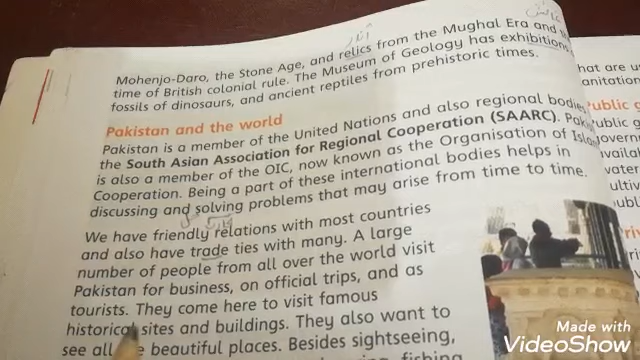 Mohenjo-Daro, the Stone Age, and relics from the Mughal Era and
time of British colonial rule. The Museum of Geology has exhibitions
fossils of dinosaurs, and ancient reptiles from prehistoric times.
Pakistan and the world
Pakistan is a member of the United Nations and also regional bodies
the South Asian Association for Regional Cooperation (SAARC).
is also a member of the OIC, now known as the Organisation of
Cooperation. Being a part of these international bodies helps in
discussing and solving problems that may arise from time to time.
We have friendly relations with most countries
and also have trade ties with many. A large
number of people from all over the world visit
Pakistan for business, on official trips, and as
tourists. They come here to visit famous
historical sites and buildings. They also want to
see all beautiful places. Besides sightseeing,
fishing
hat are
Made with
VideoShow